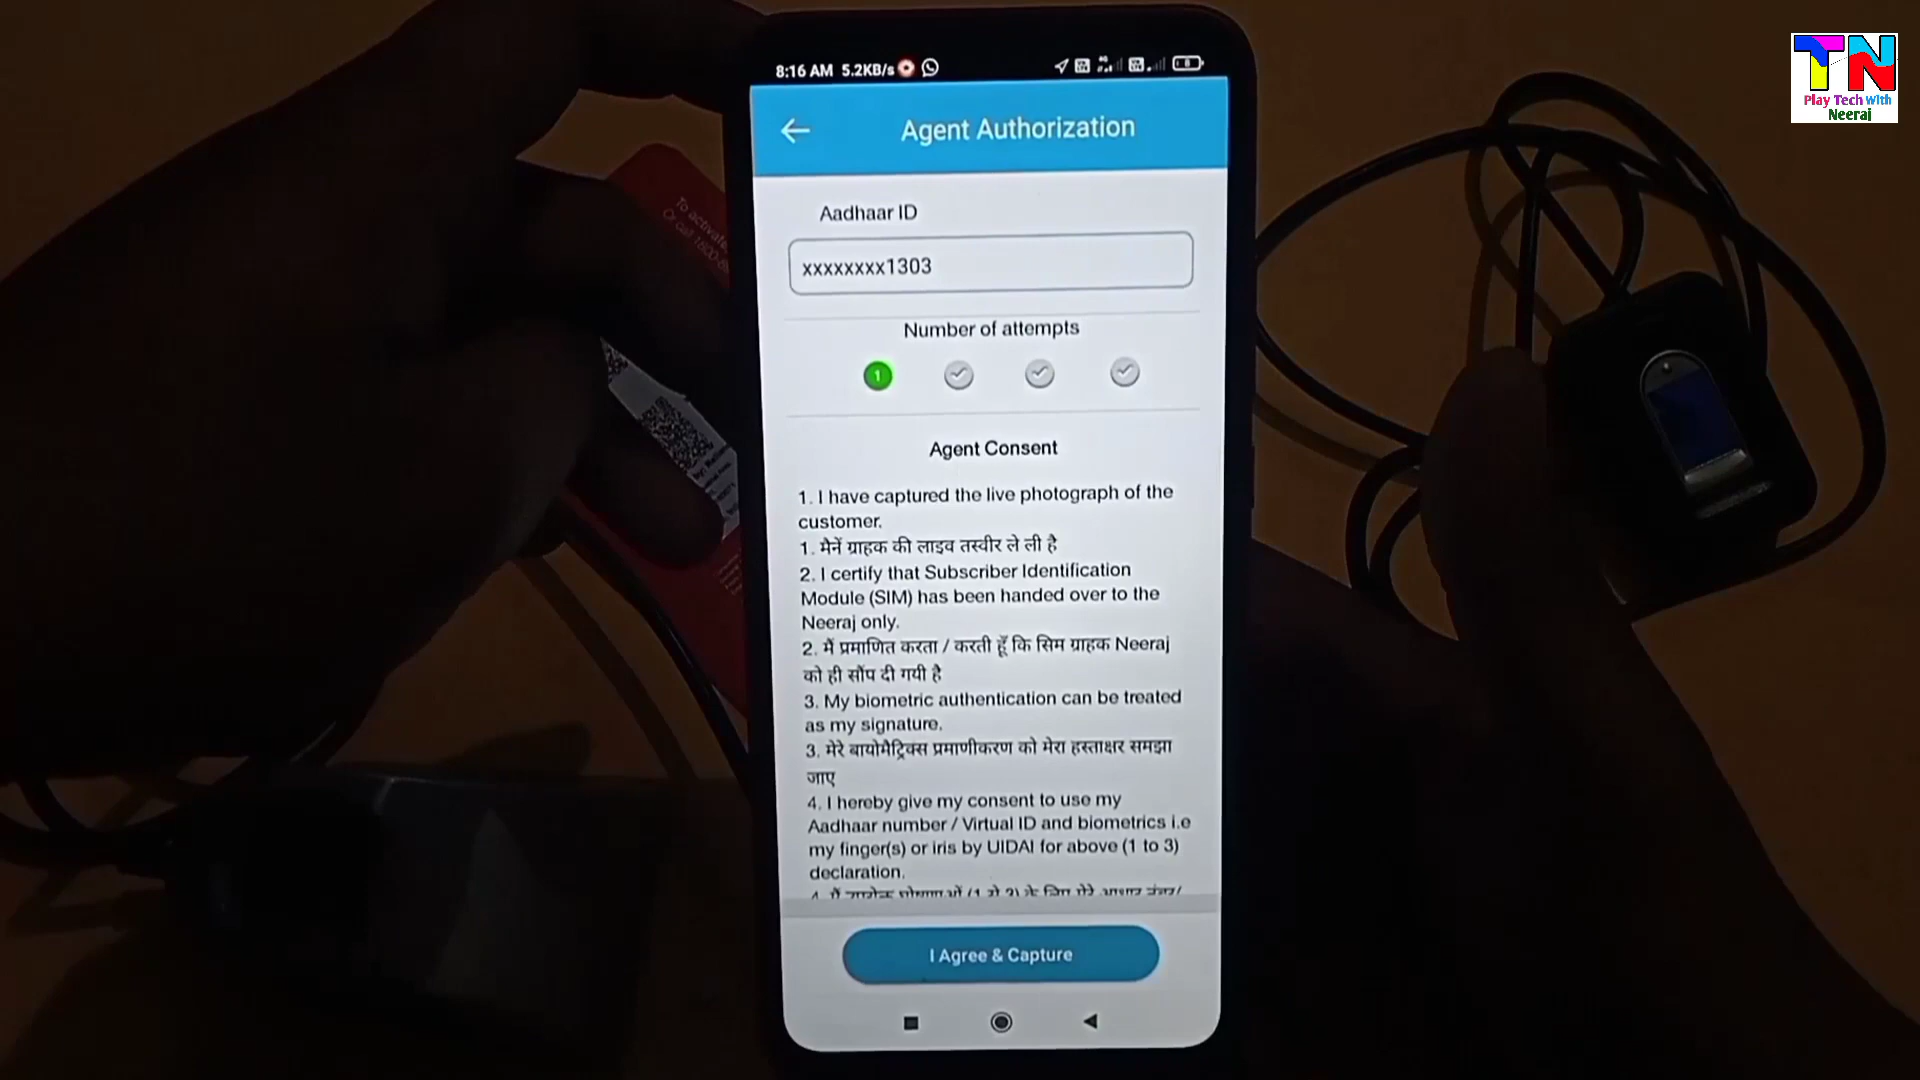 8:16 AM 5.2KB/s
TN
Play Tech With
Neeraj
Agent Authorization
Aadhaar ID
xxxxxxxx1303
Number of attempts
1
To activate,
Agent Consent
1. I have captured the live photograph of the
customer.
1. मैनें ग्राहक की लाइव तस्वीर ले ली है
2. I certify that Subscriber Identification
Module (SIM) has been handed over to the
Neeraj only.
2. मैं प्रमाणित करता / करती हूँ कि सिम ग्राहक Neeraj
को ही सौंप दी गयी है
3. My biometric authentication can be treated
as my signature.
3. मेरे बायोमैट्रिक्स प्रमाणीकरण को मेरा हस्ताक्षर समझा
जाए
4. I hereby give my consent to use my
Aadhaar number / Virtual ID and biometrics i.e
my finger(s) or iris by UIDAI for above (1 to 3)
declaration.
I Agree & Capture